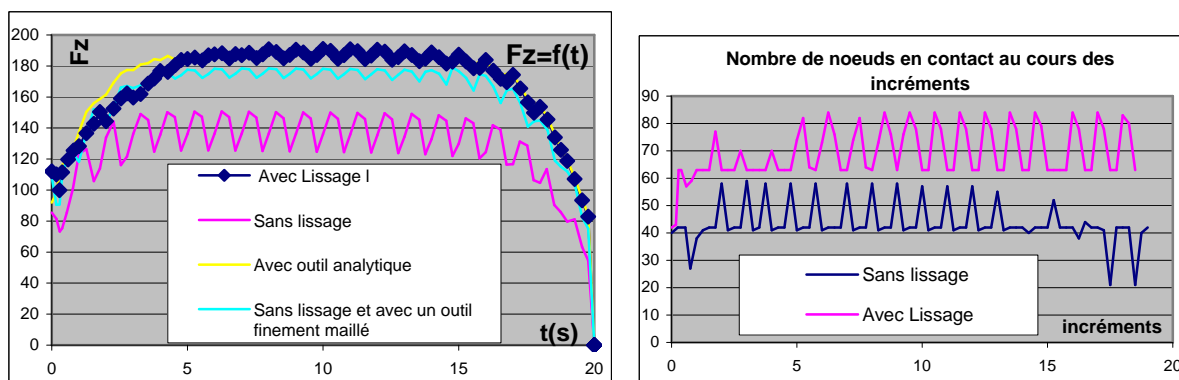 Fz
Fz=f(t)
200
180
160
140
120
100
80
60
40
20
0
Avec Lissage I
Sans lissage
Avec outil analytique
Sans lissage et avec un outil
finement maillé
t(s)
0
5
10
15
20
Nombre de noeuds en contact au cours des
incréments
90
80
70
60
50
40
30
20
10
0
Sans lissage
Avec Lissage
incréments
0
5
10
15
20